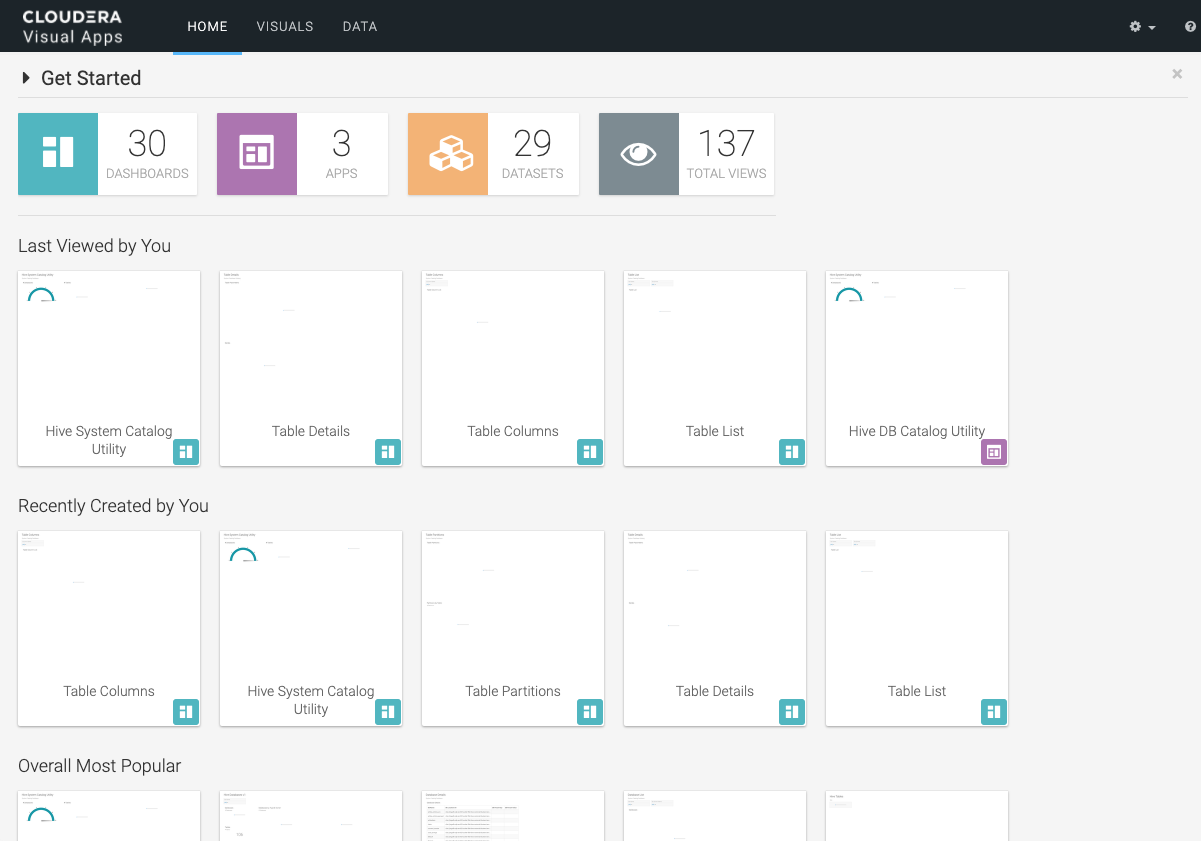 CLOUDERA
Visual Apps
HOME VISUALS DATA
Get Started
30
DASHBOARDS
3
APPS
29
DATASETS
137
TOTAL VIEWS
Last Viewed by You
Hive System Catalog
Utility
Table Details
Table Columns
Table List
Hive DB Catalog Utility
Recently Created by You
Table Columns
Hive System Catalog
Utility
Table Partitions
Table Details
Table List
Overall Most Popular